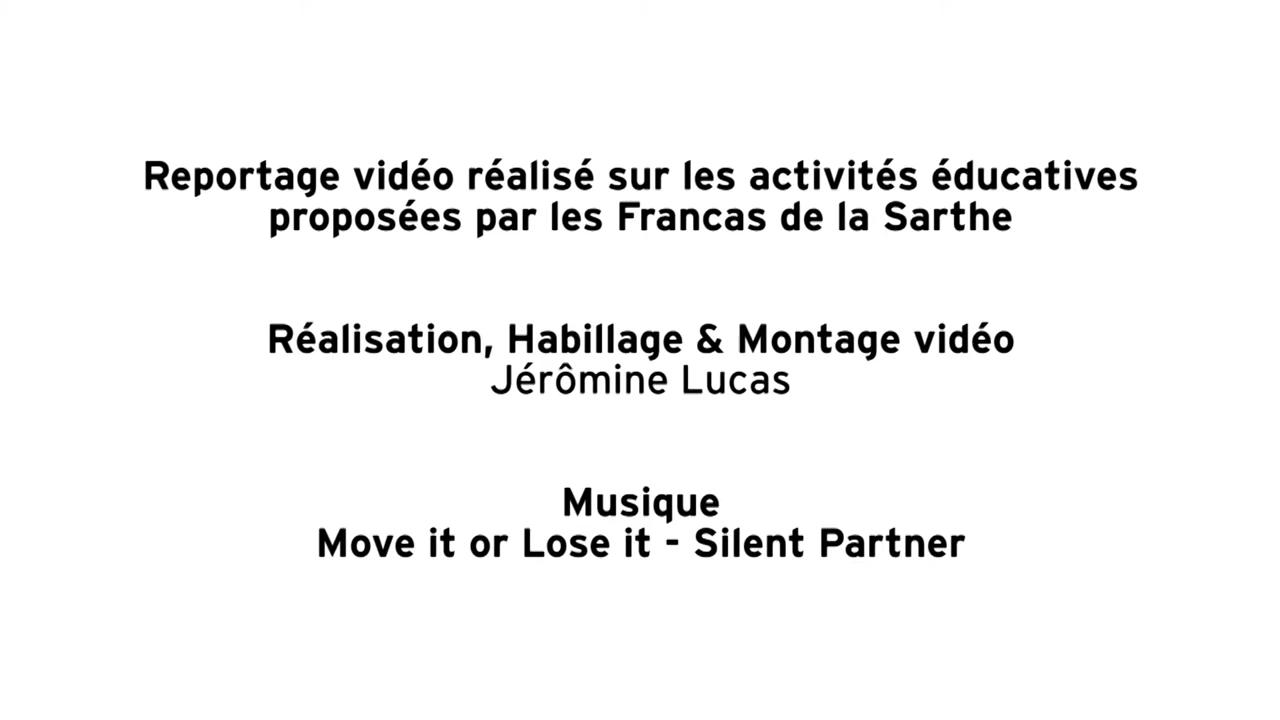 Reportage vidéo réalisé sur les activités éducatives
proposées par les Francas de la Sarthe
Réalisation, Habillage & Montage vidéo
Jérômine Lucas
Musique
Move it or Lose it - Silent Partner